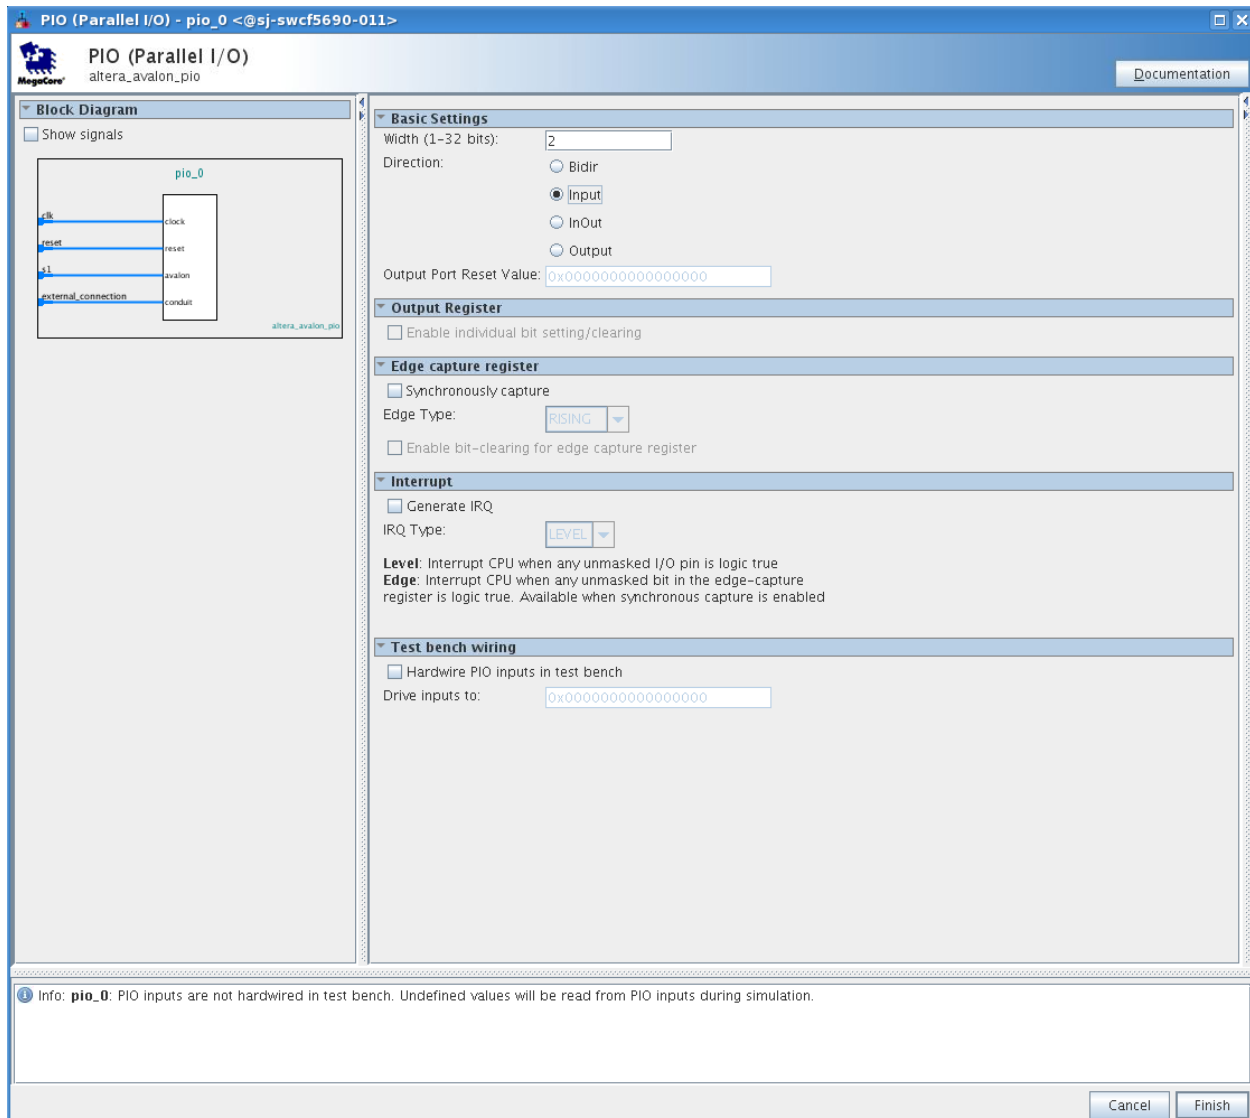 PIO (Parallel I/O) - pio_0 <@sj-swcf5690-011>
PIO (Parallel I/O)
altera_avalon_pio
MegaCore'
Documentation
Block Diagram
Show signals
pio_0
clk
clock
reset
reset
s1
avalon
external_connection
conduit
altera_avalon_pio
Basic Settings
Width (1-32 bits): 2
Direction: Bidir
Input
InOut
Output
Output Port Reset Value: 0x0000000000000000
Output Register
Enable individual bit setting/clearing
Edge capture register
Synchronously capture
Edge Type: RISING
Enable bit-clearing for edge capture register
Interrupt
Generate IRQ
IRQ Type: LEVEL
Level: Interrupt CPU when any unmasked I/O pin is logic true
Edge: Interrupt CPU when any unmasked bit in the edge-capture
register is logic true. Available when synchronous capture is enabled
Test bench wiring
Hardwire PIO inputs in test bench
Drive inputs to: 0x0000000000000000
Info: pio_0: PIO inputs are not hardwired in test bench. Undefined values will be read from PIO inputs during simulation.
Cancel Finish